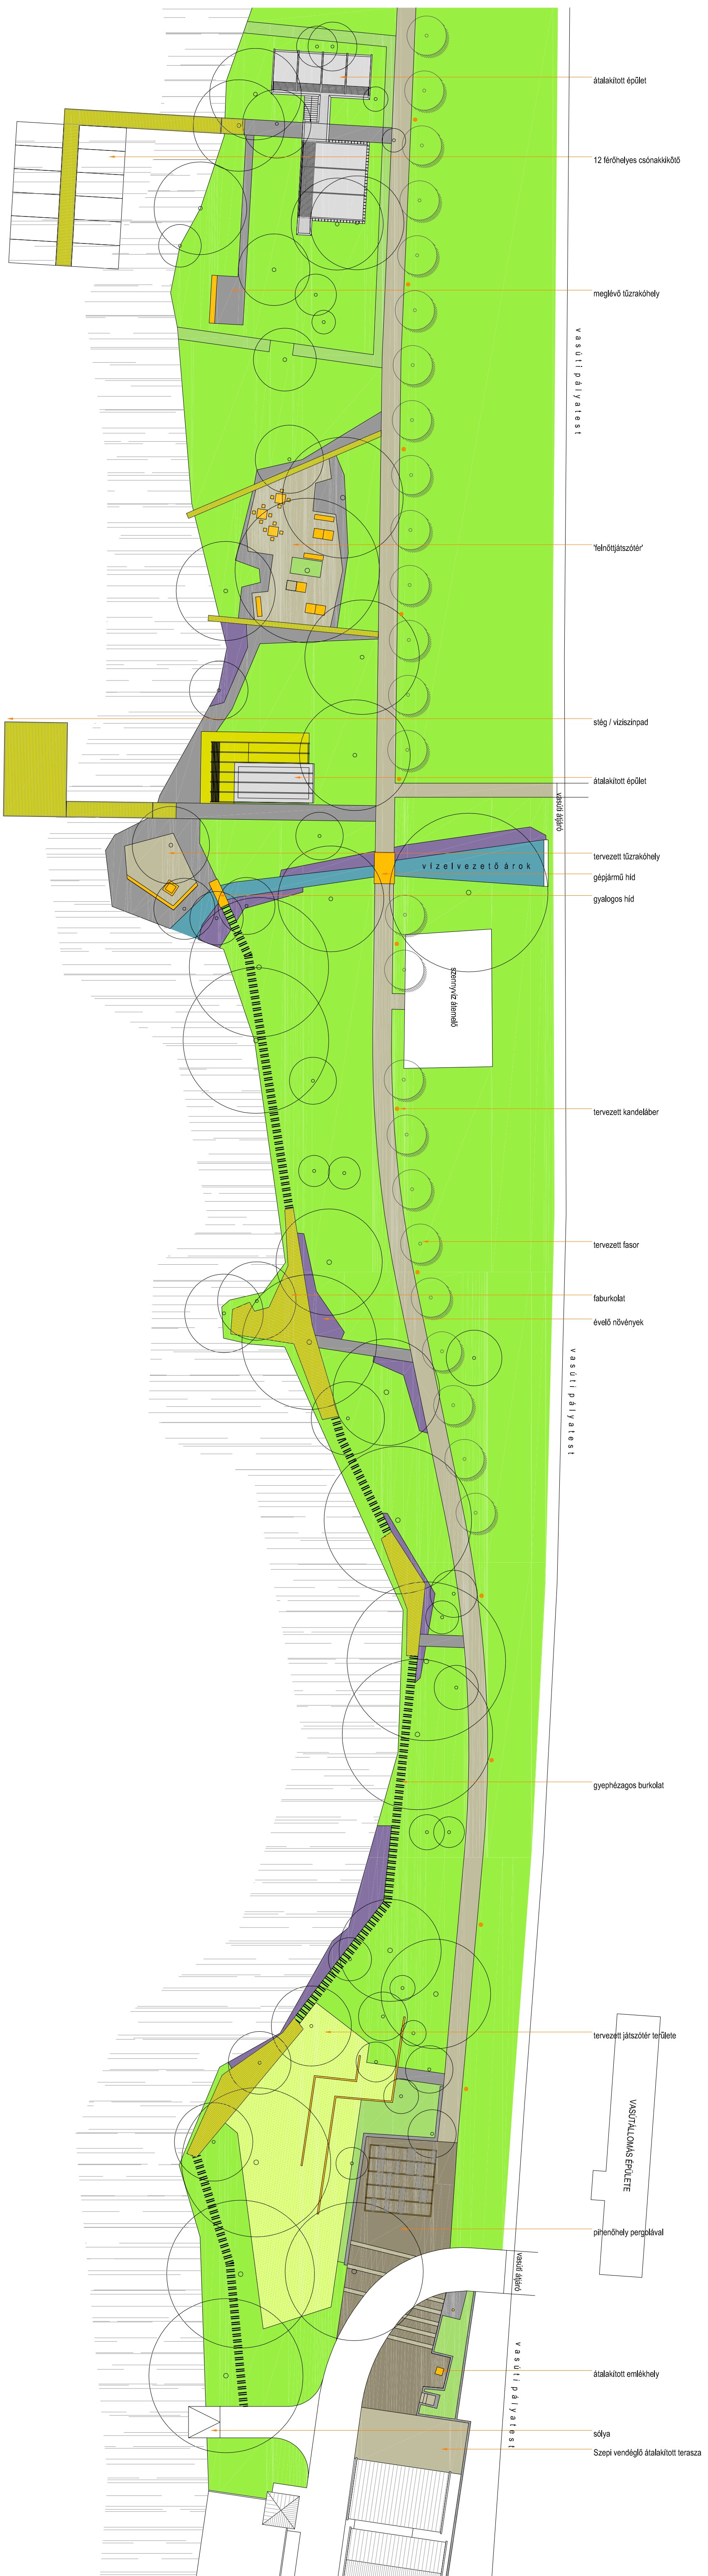 átalakított épület
12 férőhelyes csónakkikötő
meglévő tűzrakóhely
vasúti pályatest
'felnőttjátszótér'
stég / viziszinpad
átalakított épület
vasúti átjáró
tervezett tűzrakóhely
vízelvezető árok
gépjármű híd
gyalogos híd
szennyvíz átemelő
tervezett kandeláber
tervezett fasor
faburkolat
évelő növények
vasúti pályatest
gyephézagos burkolat
tervezett játszótér területe
VASÚTÁLLOMÁS ÉPÜLETE
pihenőhely pergolával
vasúti átjáró
vasúti pályatest
átalakított emlékhely
sólya
Szepi vendéglő átalakított terasza